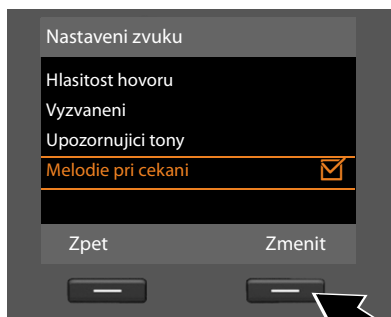 Nastaveni zvuku
Hlasitost hovoru
Vyzvaneni
Upozornujici tony
Melodie pri cekani
Zpet Zmenit